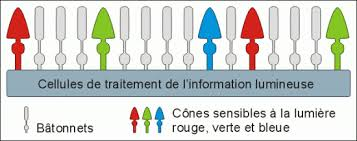 Cellules de traitement de l'information lumineuse
Bâtonnets
Cônes sensibles à la lumière
rouge, verte et bleue